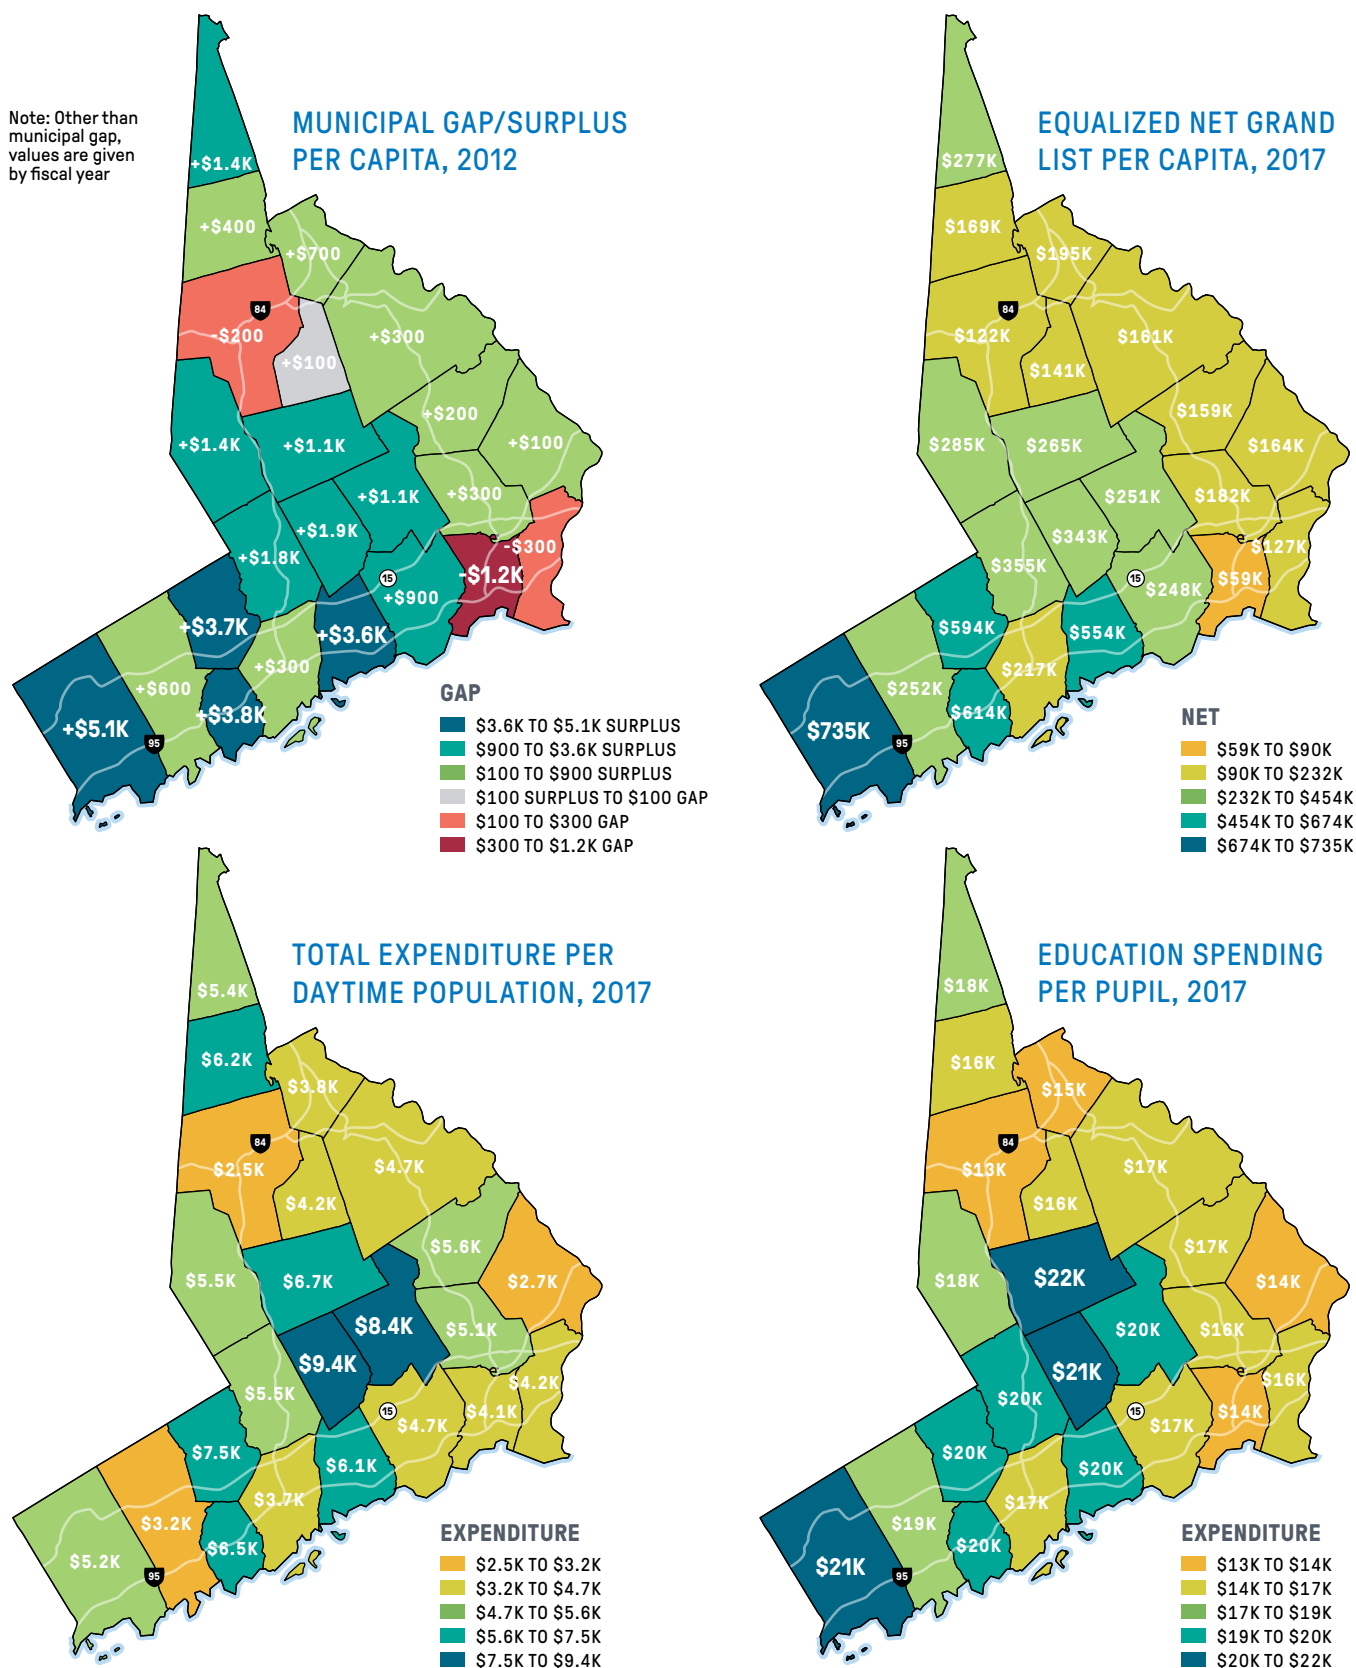 Note: Other than
municipal gap,
values are given
by fiscal year
MUNICIPAL GAP/SURPLUS
PER CAPITA, 2012
+$1.4K
+$400
+$700
84
-$200
+$100
+$300
+$200
+$100
+$1.4K
+$1.1K
+$1.1K
+$300
+$1.9K
-$300
+$1.8K
-$1.2K
15
+$900
+$3.7K
+$3.6K
+$300
+$600
+$3.8K
+$5.1K
95
GAP
$3.6K TO $5.1K SURPLUS
$900 TO $3.6K SURPLUS
$100 TO $900 SURPLUS
$100 SURPLUS TO $100 GAP
$100 TO $300 GAP
$300 TO $1.2K GAP
EQUALIZED NET GRAND
LIST PER CAPITA, 2017
$277K
$169K
$195K
84
$122K
$161K
$141K
$159K
$164K
$285K
$265K
$251K
$182K
$343K
$127K
$355K
$59K
15
$248K
$594K
$554K
$217K
$252K
$614K
$735K
95
NET
$59K TO $90K
$90K TO $232K
$232K TO $454K
$454K TO $674K
$674K TO $735K
TOTAL EXPENDITURE PER
DAYTIME POPULATION, 2017
$5.4K
$6.2K
$3.8K
84
$2.5K
$4.7K
$4.2K
$5.6K
$2.7K
$5.5K
$6.7K
$8.4K
$5.1K
$9.4K
$4.2K
$5.5K
15
$4.7K
$4.1K
$7.5K
$6.1K
$3.7K
$3.2K
$6.5K
$5.2K
95
EXPENDITURE
$2.5K TO $3.2K
$3.2K TO $4.7K
$4.7K TO $5.6K
$5.6K TO $7.5K
$7.5K TO $9.4K
EDUCATION SPENDING
PER PUPIL, 2017
$18K
$16K
$15K
84
$13K
$17K
$16K
$17K
$14K
$18K
$22K
$20K
$16K
$21K
$16K
$20K
15
$17K
$14K
$20K
$20K
$17K
$19K
$20K
$21K
95
EXPENDITURE
$13K TO $14K
$14K TO $17K
$17K TO $19K
$19K TO $20K
$20K TO $22K